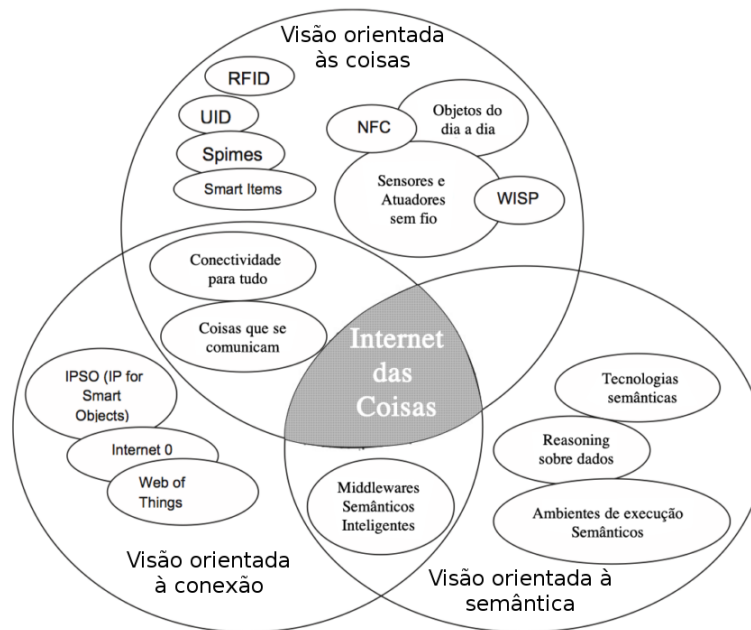 Visão orientada
às coisas
RFID
UID
Spimes
Smart Items
NFC
Objetos do
dia a dia
Sensores e
Atuadores
sem fio
WISP
Conectividade
para tudo
Coisas que se
comunicam
Internet
das
Coisas
IPSO (IP for
Smart
Objects)
Internet 0
Web of
Things
Tecnologias
semânticas
Reasoning
sobre dados
Ambientes de execução
Semânticos
Middlewares
Semânticos
Inteligentes
Visão orientada
à conexão
Visão orientada à
semântica